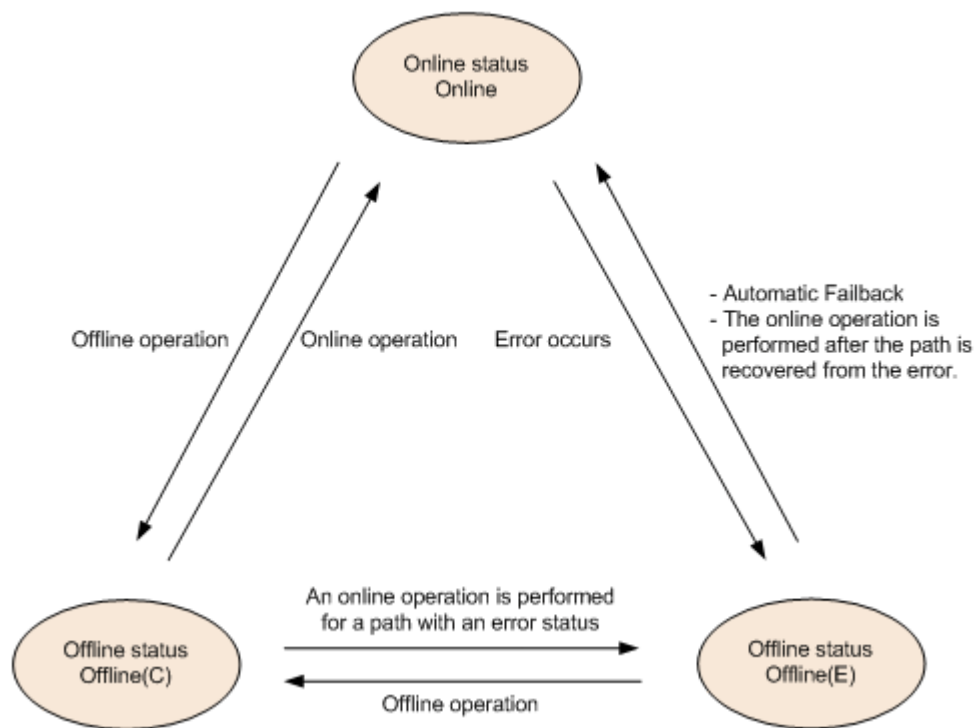 Online status
Online
- Automatic Failback
- The online operation is
performed after the path is
recovered from the error.
Offline operation
Online operation
Error occurs
An online operation is performed
for a path with an error status
Offline status
Offline(C)
Offline status
Offline(E)
Offline operation